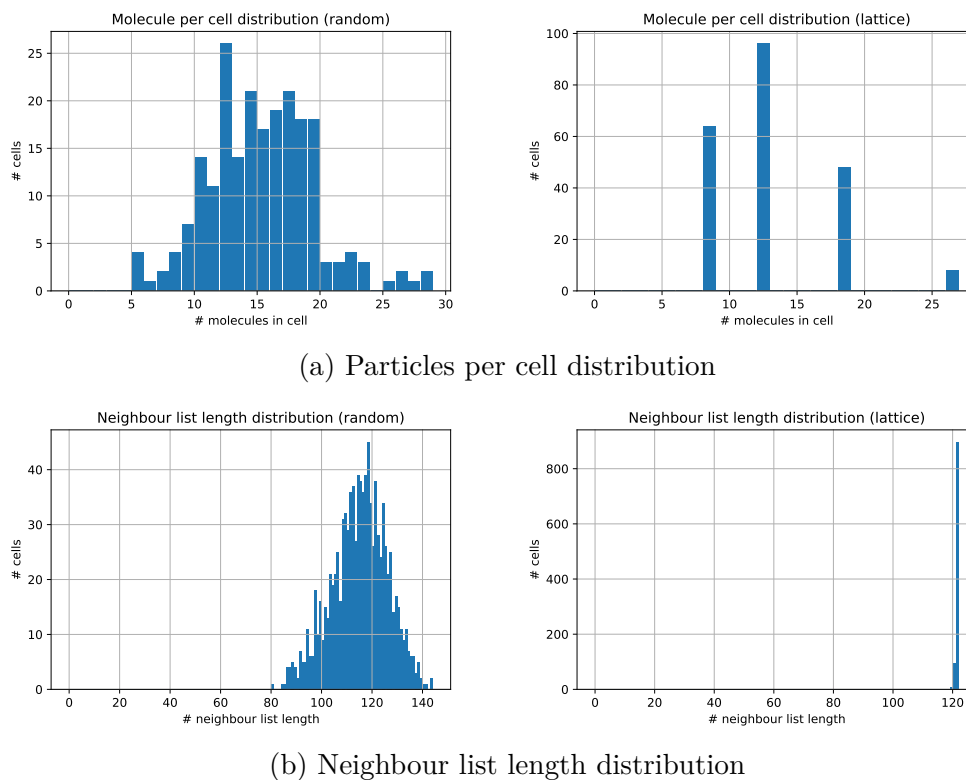 Molecule per cell distribution (random)
# cells
25
20
15
10
5
0
0 5 10 15 20 25 30
# molecules in cell
Molecule per cell distribution (lattice)
# cells
100
80
60
40
20
0
0 5 10 15 20 25
# molecules in cell
(a) Particles per cell distribution
Neighbour list length distribution (random)
# cells
40
30
20
10
0
0 20 40 60 80 100 120 140
# neighbour list length
Neighbour list length distribution (lattice)
# cells
800
600
400
200
0
0 20 40 60 80 100 120
# neighbour list length
(b) Neighbour list length distribution